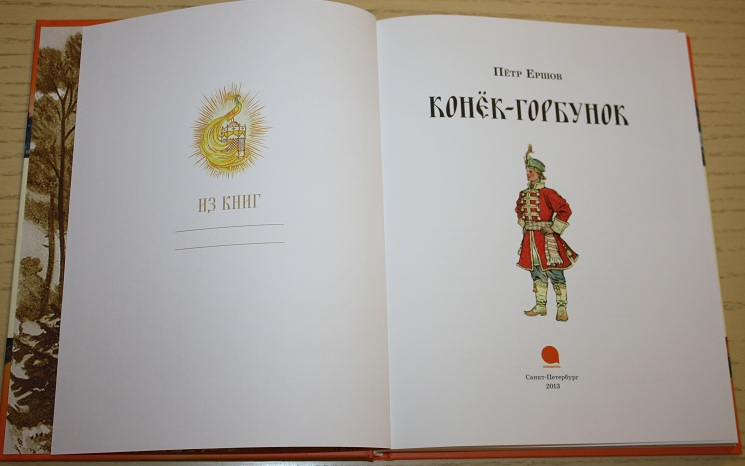 ИЗ КНИГ
Пётр Ершов
КОНЁК-ГОРБУНОК
Санкт-Петербург
2013